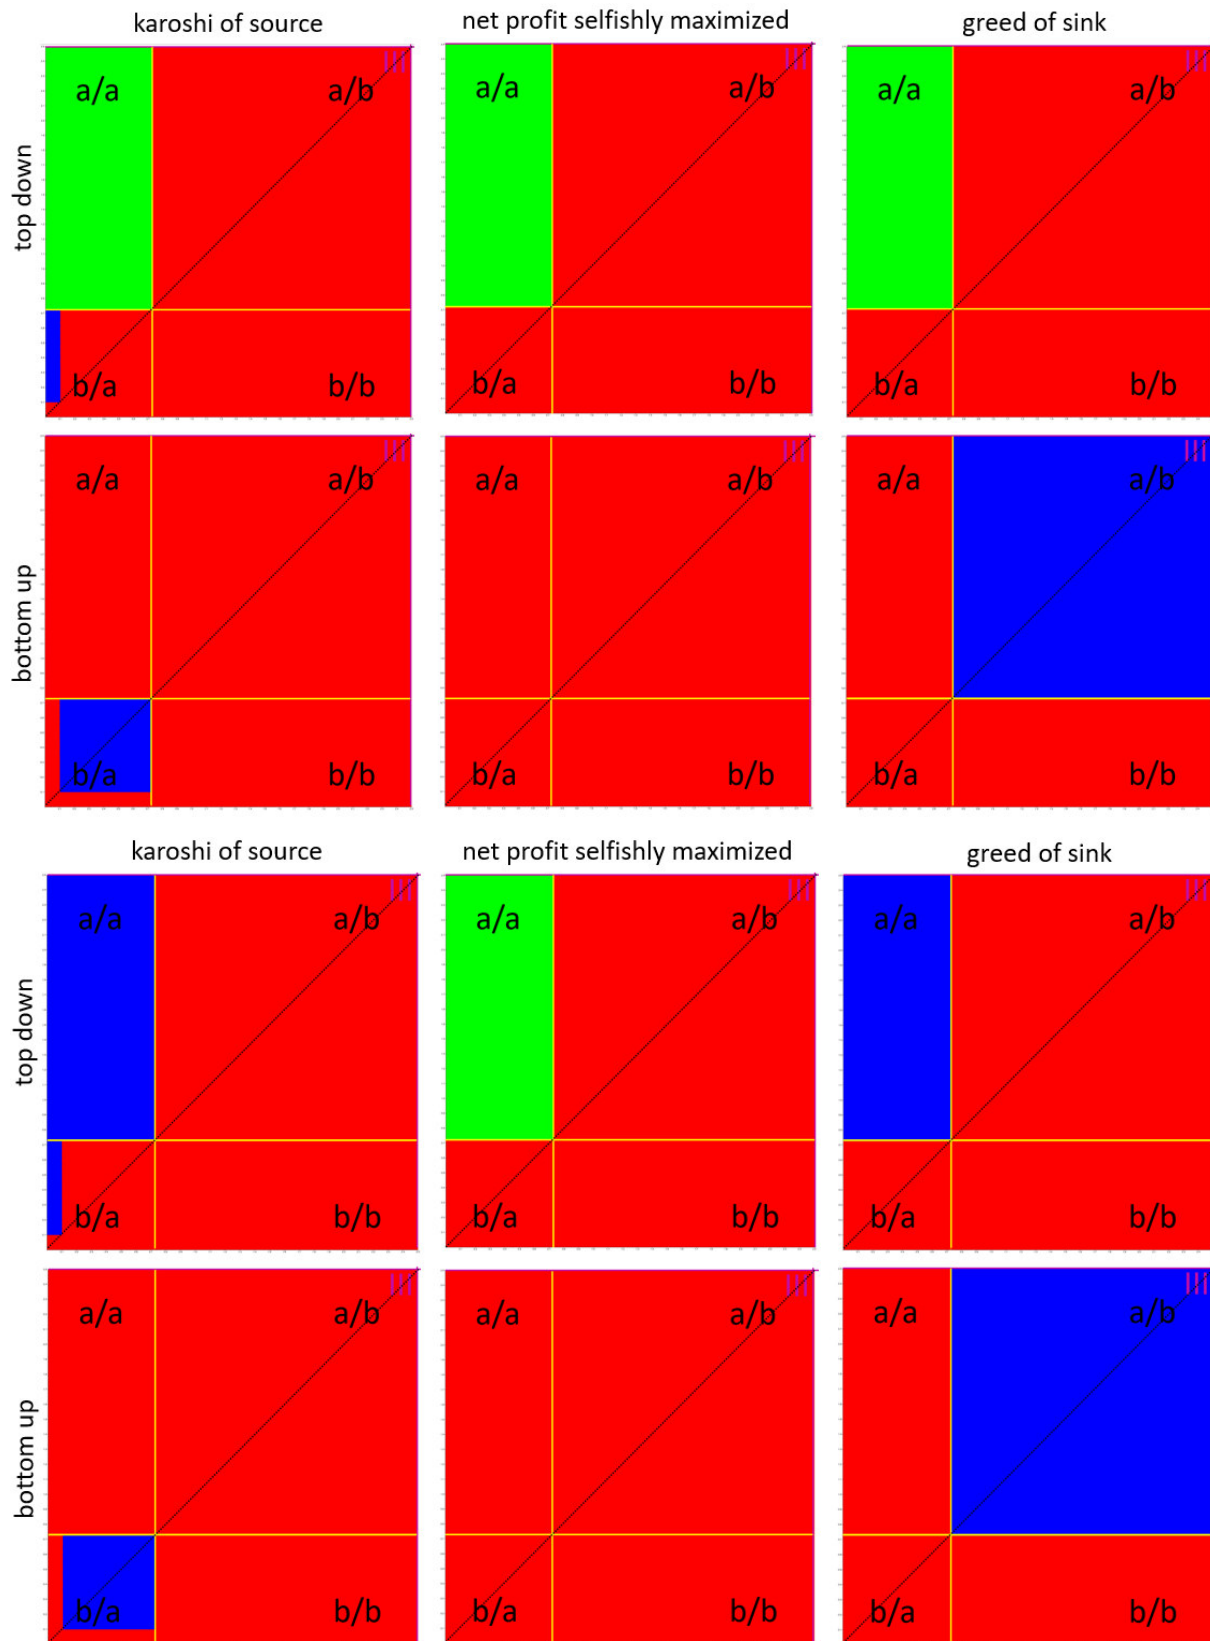 karoshi of source
net profit selfishly maximized
greed of sink
top down
a/a
a/b
a/a
a/b
a/a
a/b
b/a
b/b
b/a
b/b
b/a
b/b
bottom up
a/a
a/b
a/a
a/b
a/a
a/b
b/a
b/b
b/a
b/b
b/a
b/b
karoshi of source
net profit selfishly maximized
greed of sink
top down
a/a
a/b
a/a
a/b
a/a
a/b
b/a
b/b
b/a
b/b
b/a
b/b
bottom up
a/a
a/b
a/a
a/b
a/a
a/b
b/a
b/b
b/a
b/b
b/a
b/b